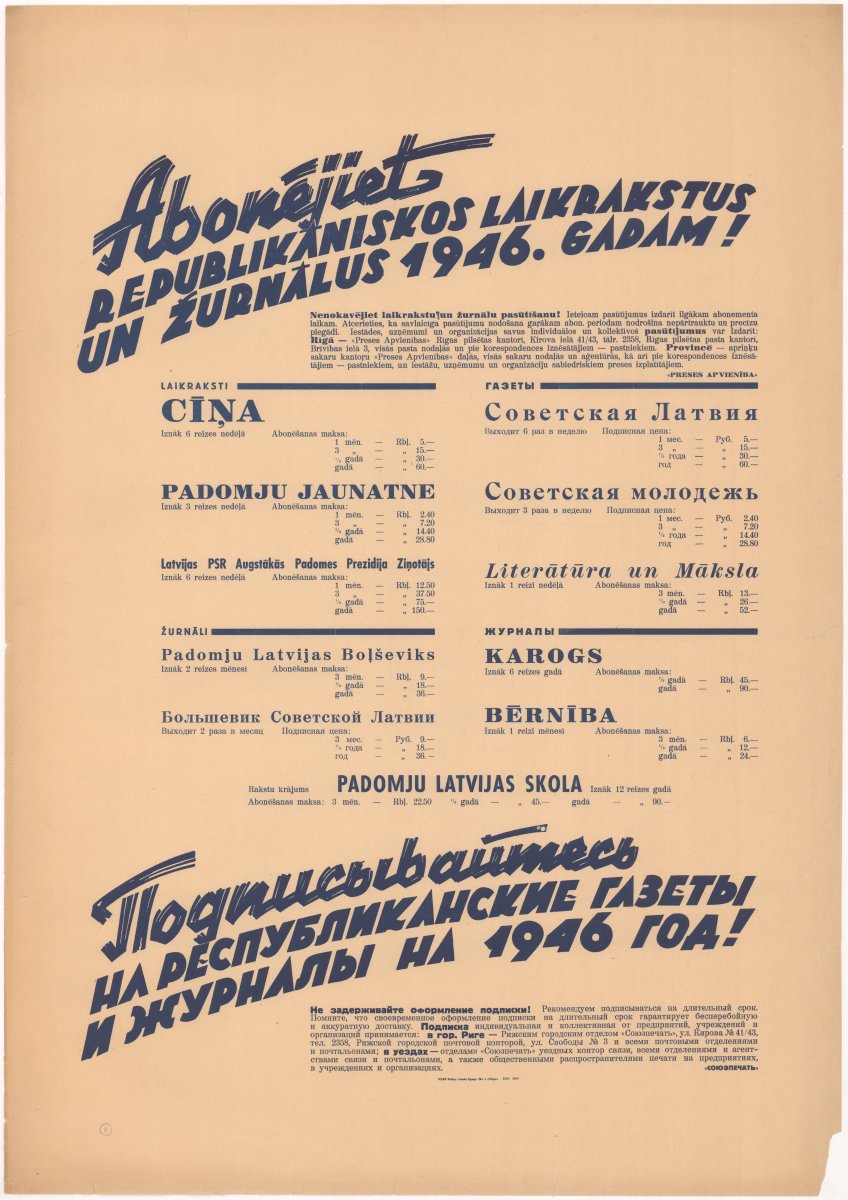 Abonējiet
REPUBLIKĀNISKOS LAIKRAKSTUS
UN ŽURNĀLUS 1946. GADAM!
Nenokavējiet laikrakstu un žurnālu pasūtīšanu! Ieteicam pasūtījumus izdarīt ilgākam abonementa
laikam. Atcerieties, ka savlaicīga pasūtījumu nodošana garākam abon. periodam nodrošina nepārtrauktu un precīzu
piegādi. Iestādes, uzņēmumi un organizācijas savus individuālos un kollektīvos pasūtījumus var izdarīt:
Rīgā — «Preses Apvienības» Rīgas pilsētas kantorī, Kirova ielā 41/43, tālr. 2358, Rīgas pilsētas pasta kantorī,
Brīvības ielā 3, visās pasta nodaļās un pie korespondences iznēsātājiem — pastniekiem. Provincē — apriņķu
sakaru kantoru «Preses Apvienības» daļās, visās sakaru nodaļās un aģentūrās, kā arī pie korespondences iznēsā-
tājiem — pastniekiem, un iestāžu, uzņēmumu un organizāciju sabiedriskiem preses izplatītājiem.
«PRESES APVIENĪBA»
LAIKRAKSTI
CĪŅA
Iznāk 6 reizes nedēļā Abonēšanas maksa:
1 mēn. — Rbļ. 5.—
3 „ — „ 15.—
½ gadā — „ 30.—
gadā — „ 60.—
PADOMJU JAUNATNE
Iznāk 3 reizes nedēļā Abonēšanas maksa:
1 mēn. — Rbļ. 2.40
3 „ — „ 7.20
½ gadā — „ 14.40
gadā — „ 28.80
Latvijas PSR Augstākās Padomes Prezidija Ziņotājs
Iznāk 6 reizes nedēļā Abonēšanas maksa:
1 mēn. — Rbļ. 12.50
3 „ — „ 37.50
½ gadā — „ 75.—
gadā — „ 150.—
ГАЗЕТЫ
Советская Латвия
Выходит 6 раз в неделю Подписная цена:
1 мес. — Руб. 5.—
3 „ — „ 15.—
½ года — „ 30.—
год — „ 60.—
Советская молодежь
Выходит 3 раза в неделю Подписная цена:
1 мес. — Руб. 2.40
3 „ — „ 7.20
½ года — „ 14.40
год — „ 28.80
Literātūra un Māksla
Iznāk 1 reizi nedēļā Abonēšanas maksa:
3 mēn. — Rbļ. 13.—
½ gadā — „ 26.—
gadā — „ 52.—
ŽURNĀLI
Padomju Latvijas Boļševiks
Iznāk 2 reizes mēnesī Abonēšanas maksa:
3 mēn. — Rbļ. 9.—
½ gadā — „ 18.—
gadā — „ 36.—
Большевик Советской Латвии
Выходит 2 раза в месяц Подписная цена:
3 мес. — Руб. 9.—
½ года — „ 18.—
год — „ 36.—
ЖУРНАЛЫ
KAROGS
Iznāk 6 reizes gadā Abonēšanas maksa:
½ gadā — Rbļ. 45.—
gadā — „ 90.—
BĒRNĪBA
Iznāk 1 reizi mēnesī Abonēšanas maksa:
3 mēn. — Rbļ. 6.—
½ gadā — „ 12.—
gadā — „ 24.—
Rakstu krājums PADOMJU LATVIJAS SKOLA Iznāk 12 reizes gadā
Abonēšanas maksa: 3 mēn. — Rbļ. 22.50 ½ gadā — „ 45.— gadā — „ 90.—
Подписывайтесь
НА РЕСПУБЛИКАНСКИЕ ГАЗЕТЫ
И ЖУРНАЛЫ НА 1946 ГОД!
Не задерживайте оформление подписки! Рекомендуем подписываться на длительный срок.
Помните, что своевременное оформление подписки на длительный срок гарантирует бесперебойную
и аккуратную доставку. Подписка индивидуальная и коллективная от предприятий, учреждений и
организаций принимается: в гор. Риге — Рижским городским отделом «Союзпечать», ул. Кирова № 41/43,
тел. 2358, Рижской городской почтовой конторой, ул. Свободы № 3 и всеми почтовыми отделениями
и почтальонами; в уездах — отделами «Союзпечать» уездных контор связи, всеми отделениями и агент-
ствами связи и почтальонами, а также общественными распространителями печати на предприятиях,
в учреждениях и организациях.
«СОЮЗПЕЧАТЬ»